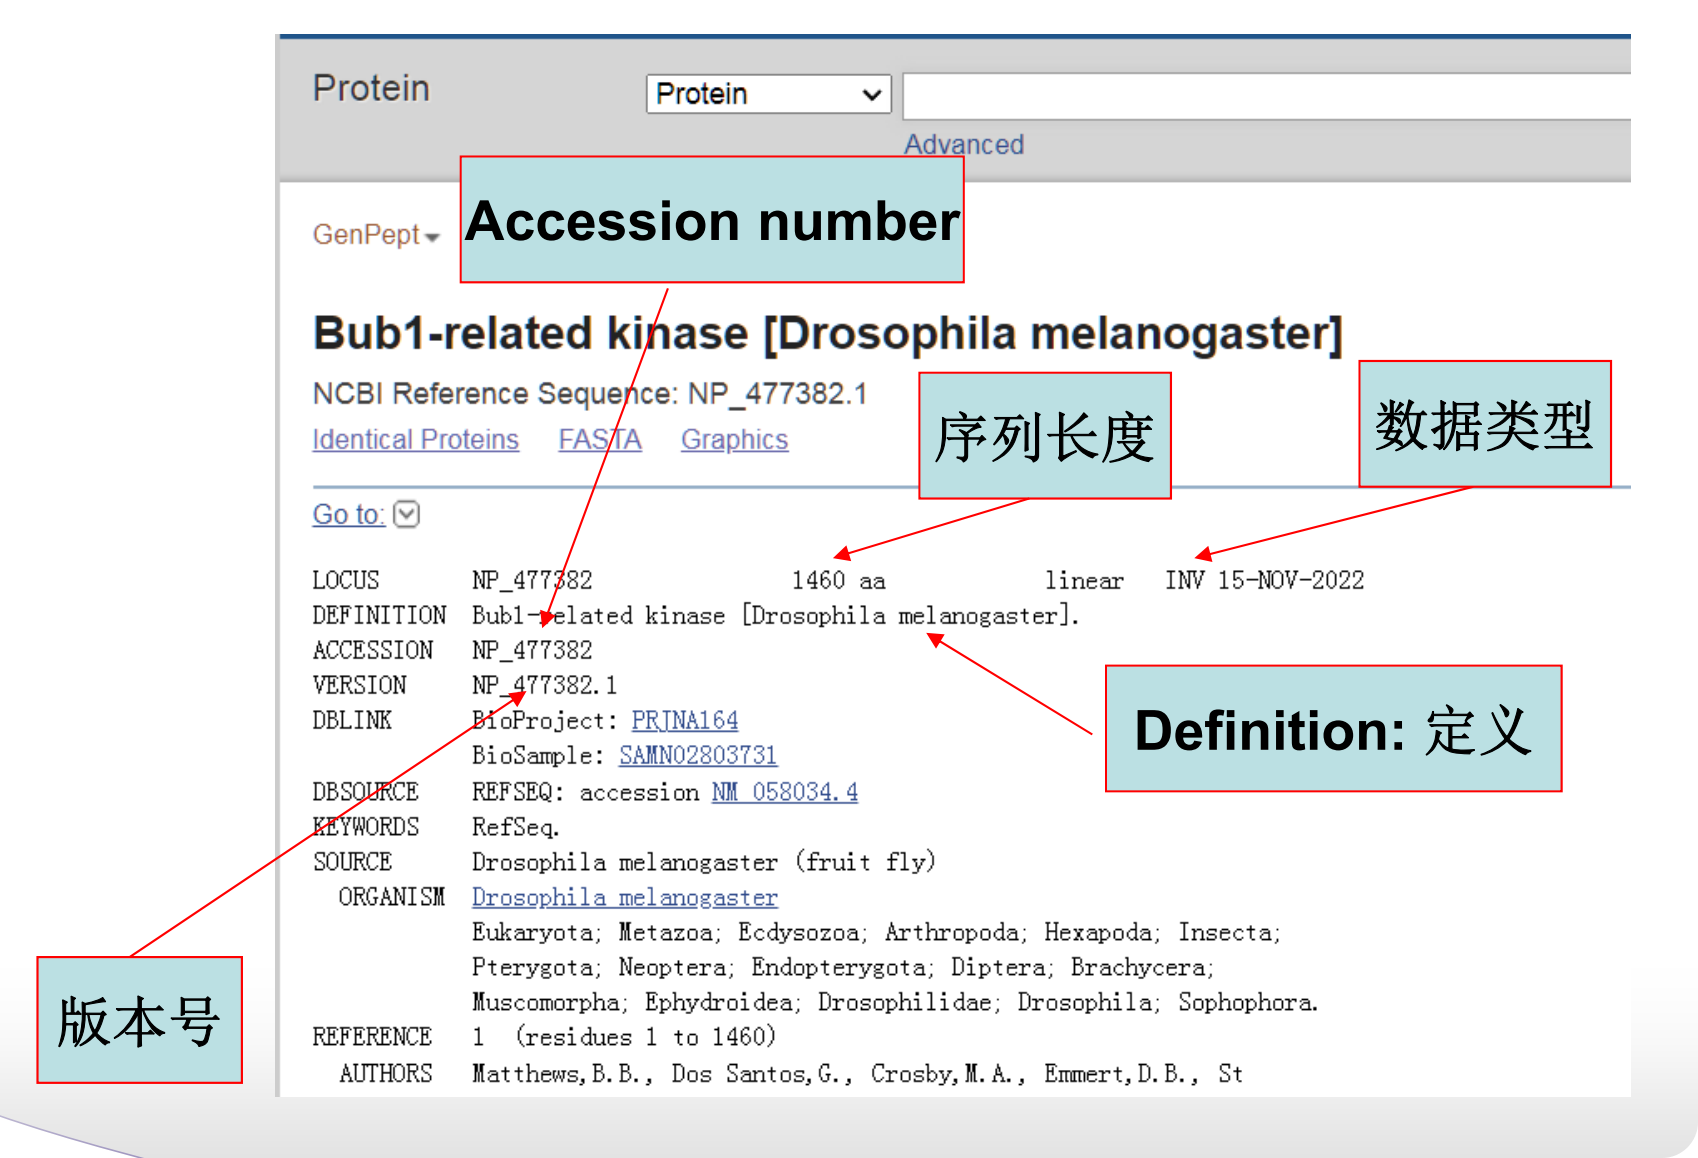 Protein
Protein
Advanced
Accession number
GenPept
Bub1-related kinase [Drosophila melanogaster]
NCBI Reference Sequence: NP_477382.1
序列长度
数据类型
Identical Proteins FASTA Graphics
Go to:
LOCUS NP_477382 1460 aa linear INV 15-NOV-2022
DEFINITION Bub1-related kinase [Drosophila melanogaster].
ACCESSION NP_477382
VERSION NP_477382.1
DBLINK BioProject: PRJNA164
BioSample: SAMN02803731
Definition: 定义
DBSOURCE REFSEQ: accession NM_058034.4
KEYWORDS RefSeq.
SOURCE Drosophila melanogaster (fruit fly)
ORGANISM Drosophila melanogaster
Eukaryota; Metazoa; Ecdysozoa; Arthropoda; Hexapoda; Insecta;
Pterygota; Neoptera; Endopterygota; Diptera; Brachycera;
Muscomorpha; Ephydroidea; Drosophilidae; Drosophila; Sophophora.
版本号
REFERENCE 1 (residues 1 to 1460)
AUTHORS Matthews,B.B., Dos Santos,G., Crosby,M.A., Emmert,D.B., St